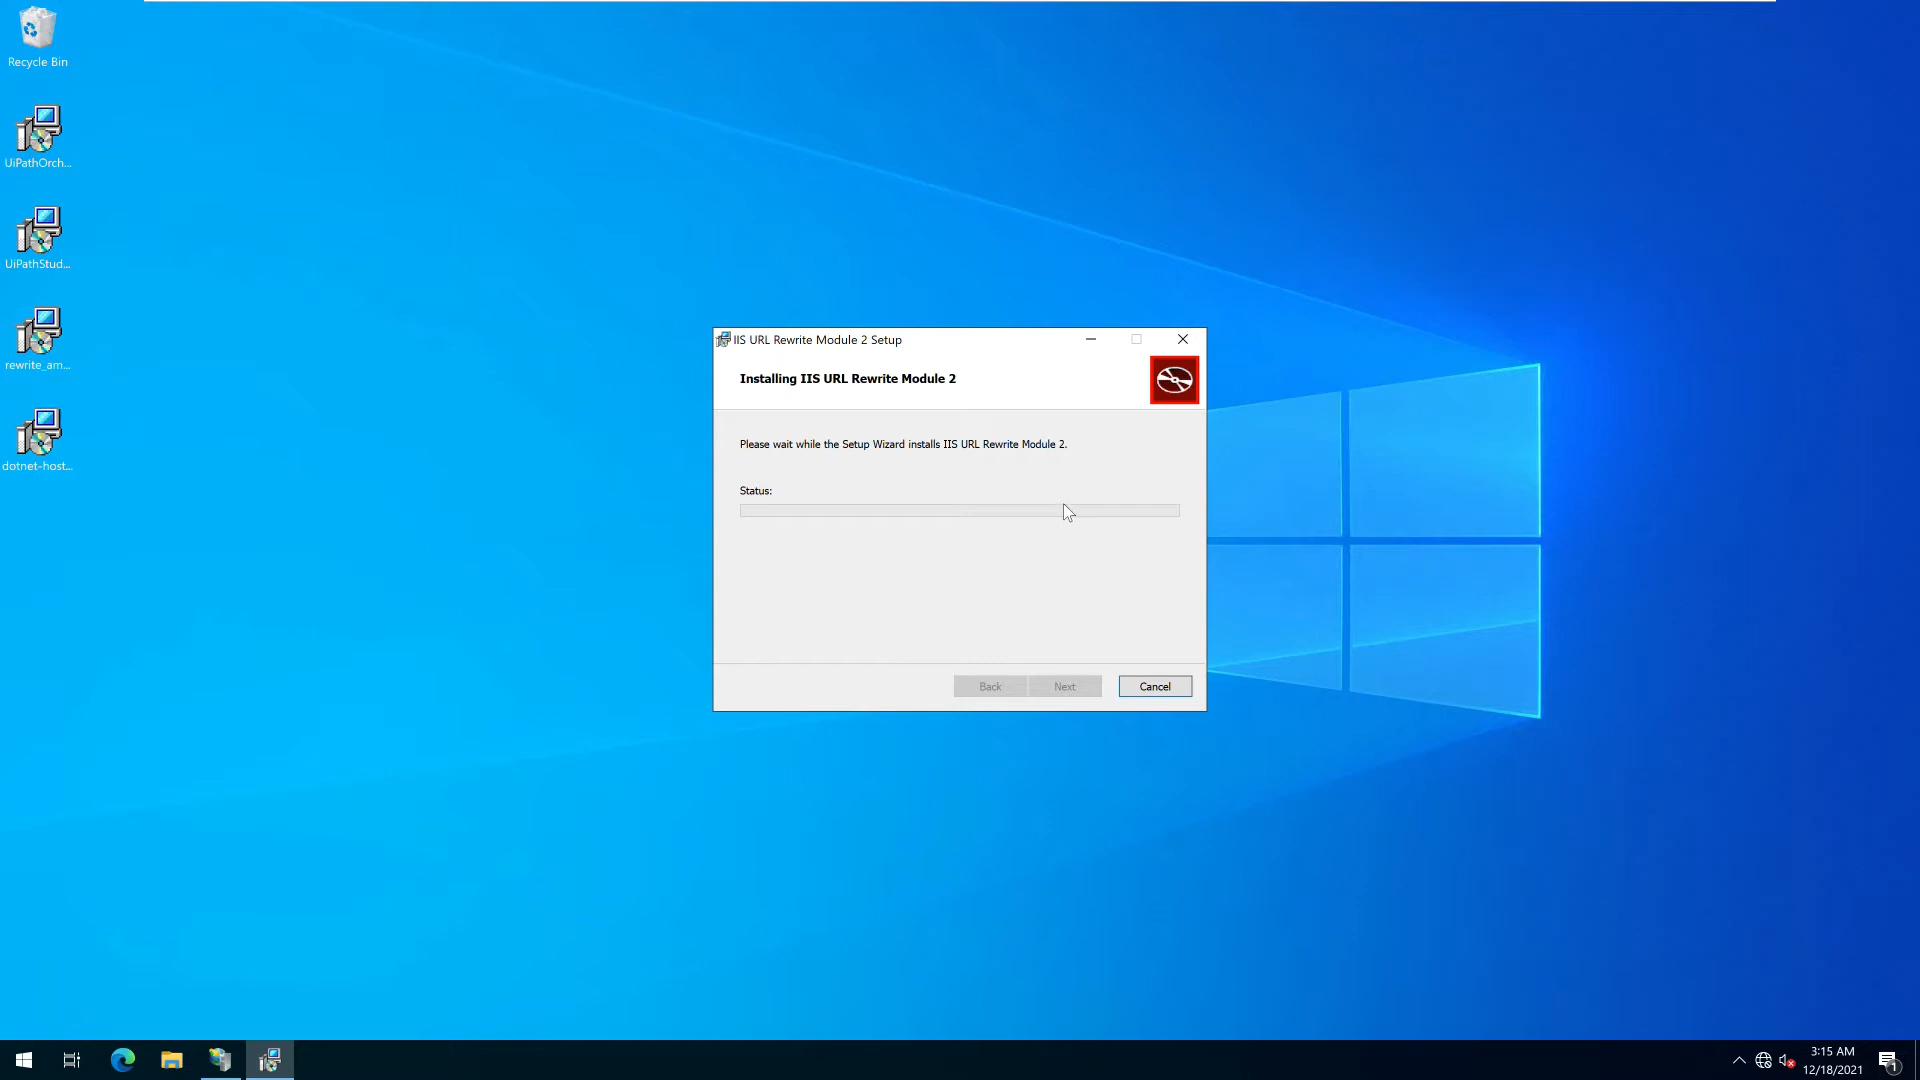 Recycle Bin
UiPathOrch...
UiPathStud...
rewrite_am...
dotnet-host...
IIS URL Rewrite Module 2 Setup
Installing IIS URL Rewrite Module 2
Please wait while the Setup Wizard installs IIS URL Rewrite Module 2.
Status:
Back
Next
Cancel
3:15 AM
12/18/2021
1